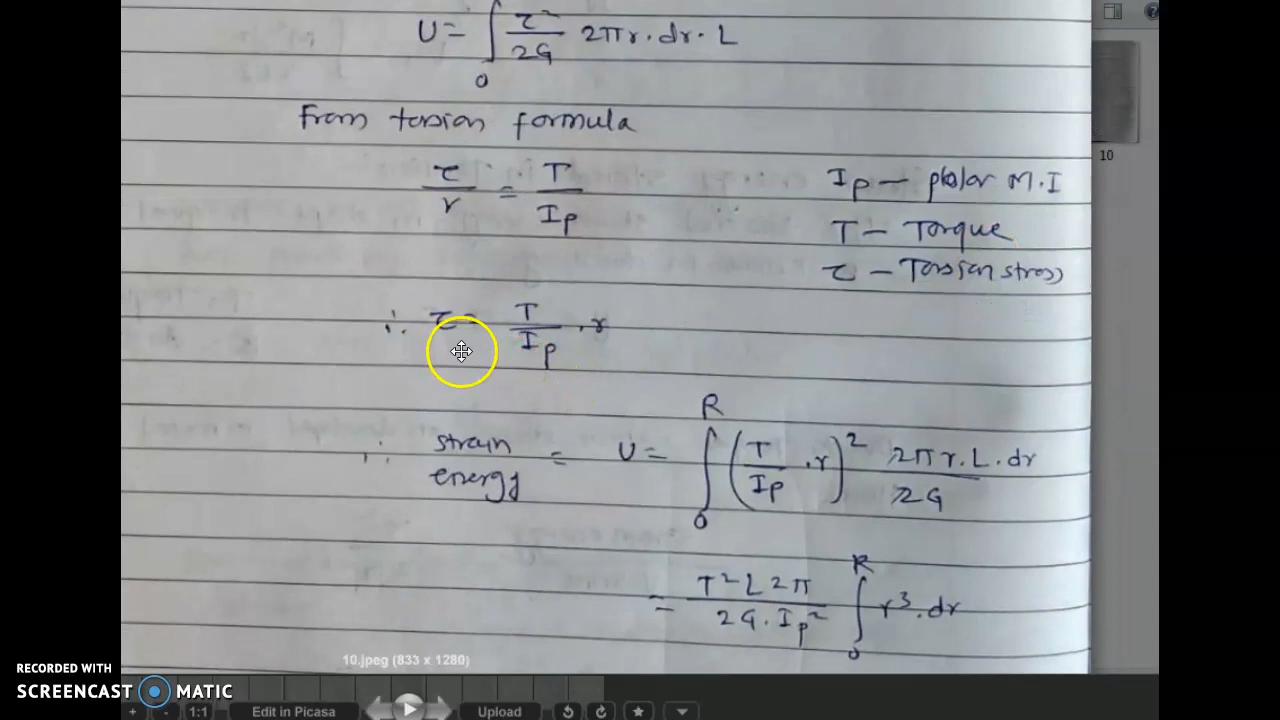 U = ∫₀ τ²/2G 2πr. dr. L
From torsion formula
τ/r = T/Ip
Ip – polar M.I
T – Torque
τ – Torsion stress
∴ τ = T/Ip . r
R
∴ strain energy = U = ∫₀ (T/Ip . r)² 2πr. L. dr/2G
= T² L 2π/2G. Ip² ∫₀ᴿ r³. dr
10
10.jpeg (833 x 1280)
RECORDED WITH
SCREENCAST MATIC
+ - 1:1 Edit in Picasa Upload